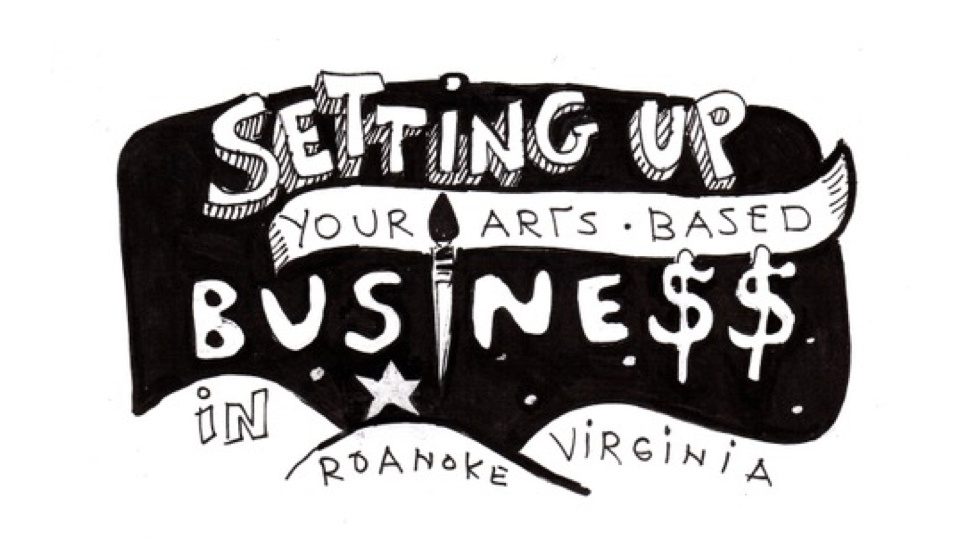 SETTiNG UP
YOUR ARTS · BASED
BUSiNE$$
iN
ROANOKE ViRGiNiA